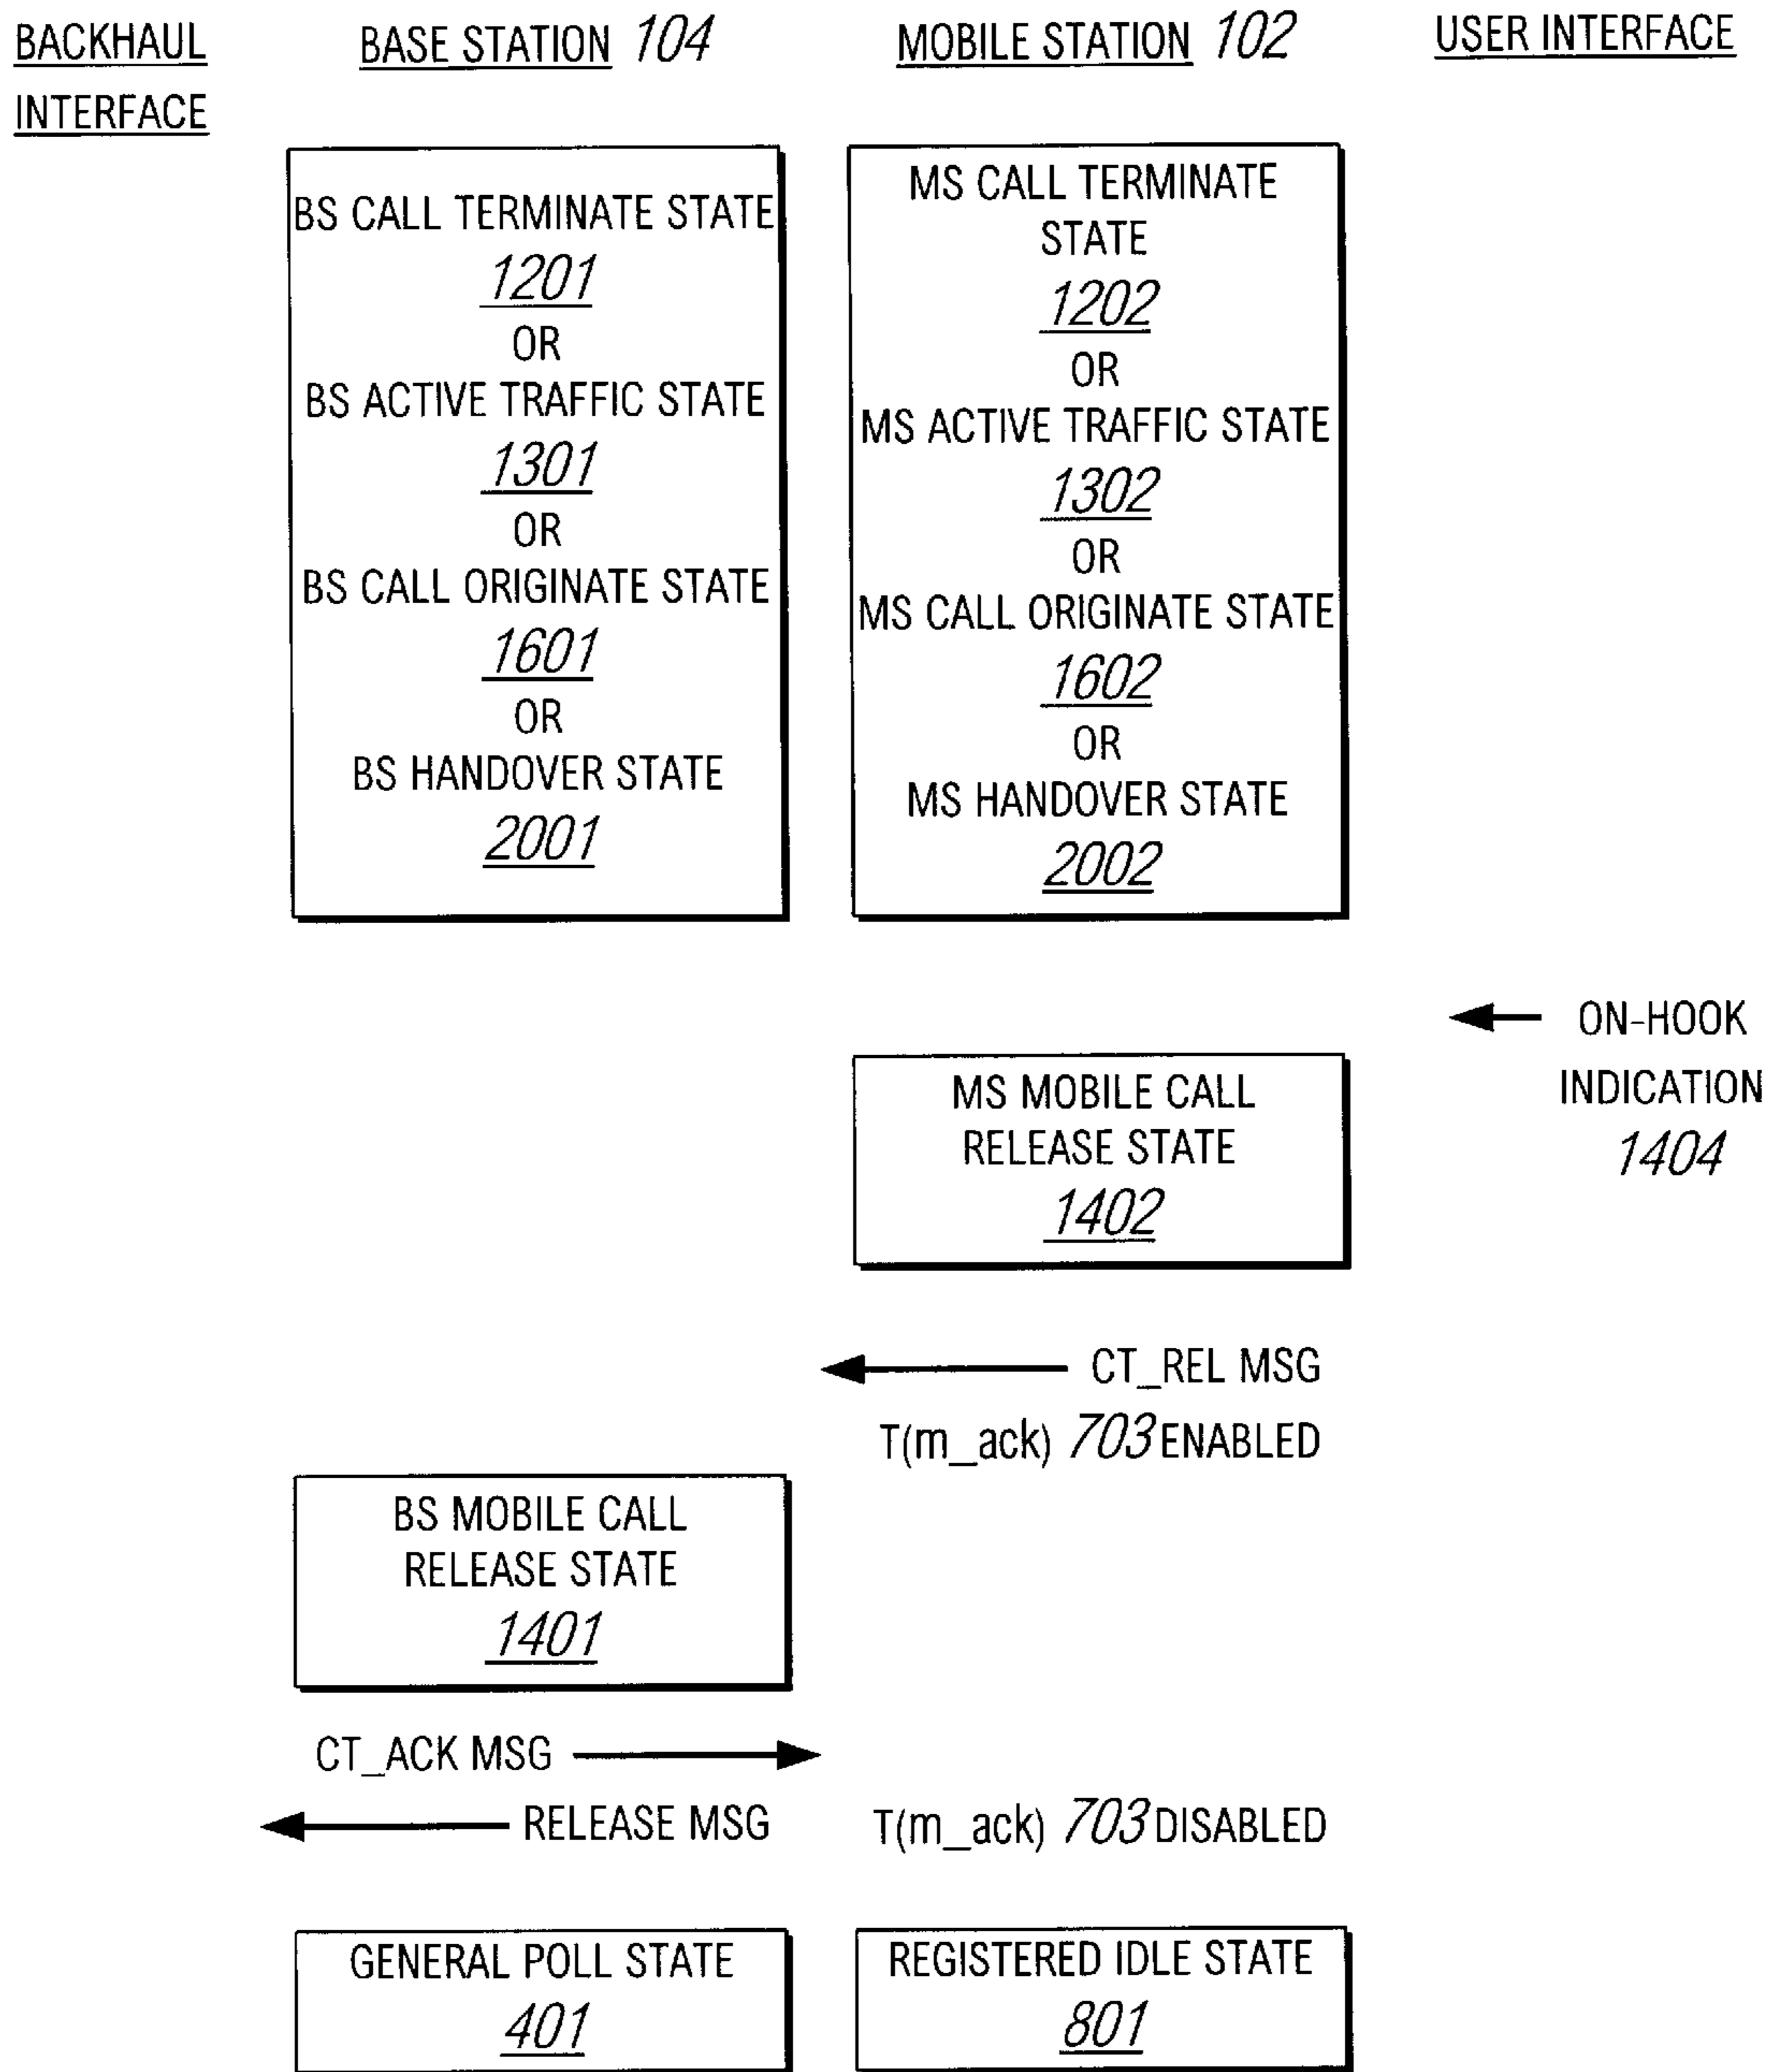 BACKHAUL
INTERFACE
BASE STATION 104
MOBILE STATION 102
USER INTERFACE
BS CALL TERMINATE STATE
1201
OR
BS ACTIVE TRAFFIC STATE
1301
OR
BS CALL ORIGINATE STATE
1601
OR
BS HANDOVER STATE
2001
MS CALL TERMINATE
STATE
1202
OR
MS ACTIVE TRAFFIC STATE
1302
OR
MS CALL ORIGINATE STATE
1602
OR
MS HANDOVER STATE
2002
ON-HOOK
INDICATION
1404
MS MOBILE CALL
RELEASE STATE
1402
CT_REL MSG
T(m_ack) 703 ENABLED
BS MOBILE CALL
RELEASE STATE
1401
CT_ACK MSG
RELEASE MSG
T(m_ack) 703 DISABLED
GENERAL POLL STATE
401
REGISTERED IDLE STATE
801